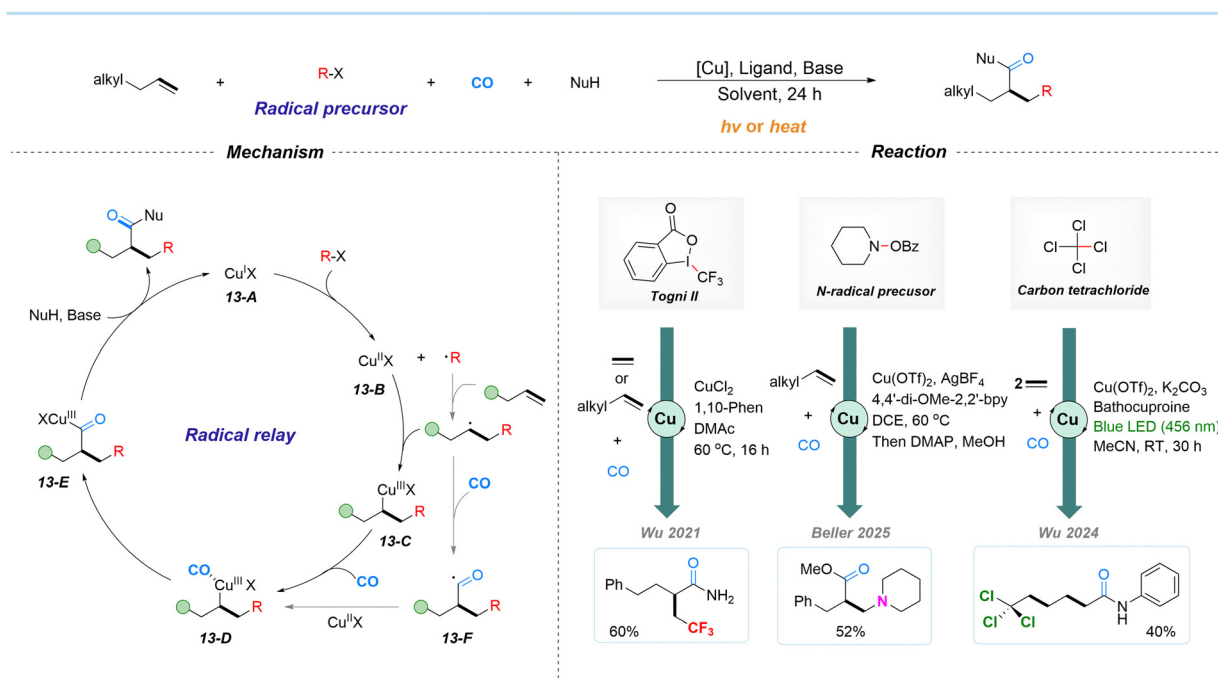 alkyl
+
R-X
+
CO
+
NuH
[Cu], Ligand, Base
Solvent, 24 h
hv or heat
Radical precursor
Nu
O
alkyl
R
Mechanism
O
Nu
R
CuIX
13-A
R-X
NuH, Base
CuIIX
+
·R
13-B
XCuIII
O
R
13-E
Radical relay
R
CuIIIX
R
13-C
CO
CO
CO
CuIII X
R
13-D
CuIIX
O
R
13-F
Reaction
O
O
I
CF3
Togni II
N
OBz
N-radical precusor
Cl
Cl
Cl
Cl
Carbon tetrachloride
or
alkyl
+
CO
Cu
CuCl2
1,10-Phen
DMAc
60 oC, 16 h
alkyl
+
CO
Cu
Cu(OTf)2, AgBF4
4,4'-di-OMe-2,2'-bpy
DCE, 60 oC
Then DMAP, MeOH
2
+
CO
Cu
Cu(OTf)2, K2CO3
Bathocuproine
Blue LED (456 nm)
MeCN, RT, 30 h
Wu 2021
Beller 2025
Wu 2024
O
Ph
NH2
CF3
60%
MeO
O
Ph
N
52%
Cl
Cl
Cl
O
N
H
40%